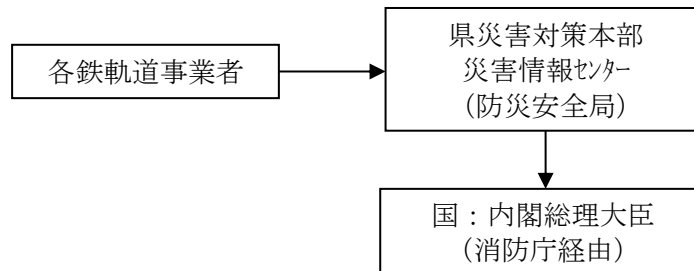 各鉄軌道事業者
県災害対策本部
災害情報ｾﾝﾀｰ
(防災安全局)
国：内閣総理大臣
（消防庁経由）